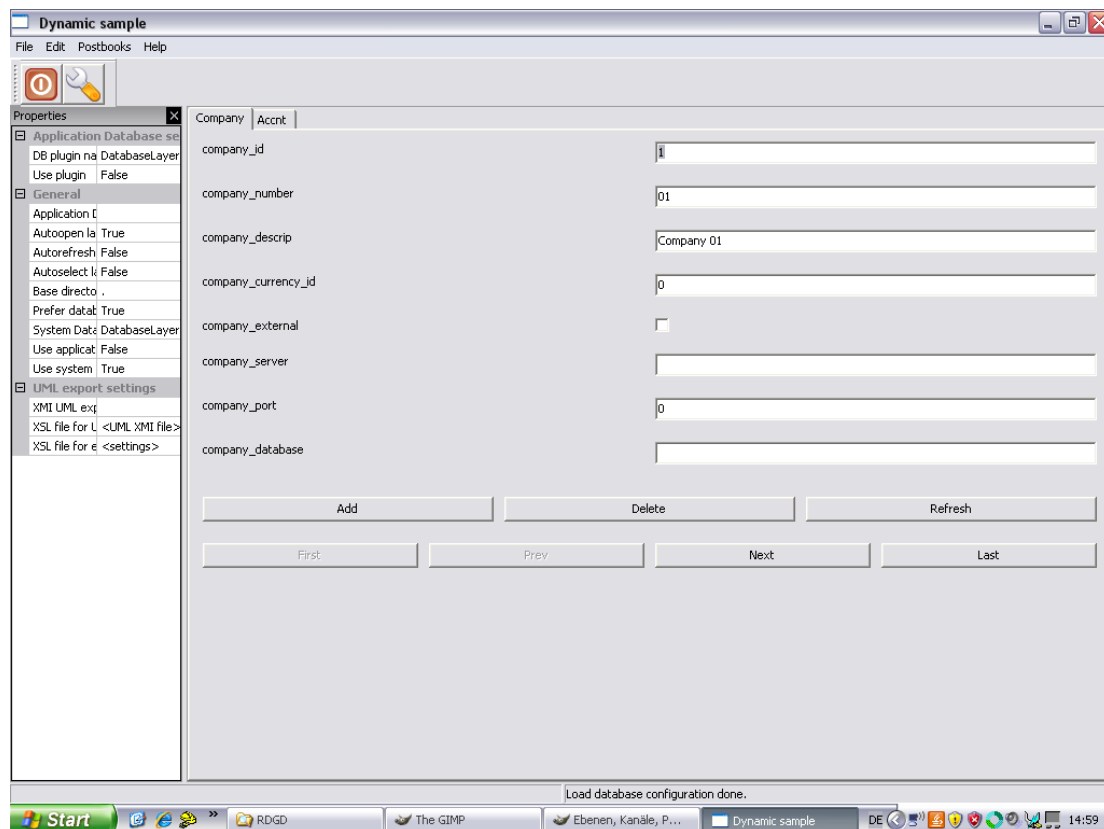 Dynamic sample
File Edit Postbooks Help
Properties
Application Database se
DB plugin na DatabaseLayer
Use plugin False
General
Application D
Autoopen la True
Autorefresh False
Autoselect la False
Base directo .
Prefer datab True
System Data DatabaseLayer
Use applicat False
Use system True
UML export settings
XMI UML exp
XSL file for U <UML XMI file>
XSL file for e <settings>
Company Accnt
company_id 1
company_number 01
company_descrip Company 01
company_currency_id 0
company_external
company_server
company_port 0
company_database
Add Delete Refresh
First Prev Next Last
Load database configuration done.
Start » RDGD The GIMP Ebenen, Kanäle, P... Dynamic sample DE 14:59